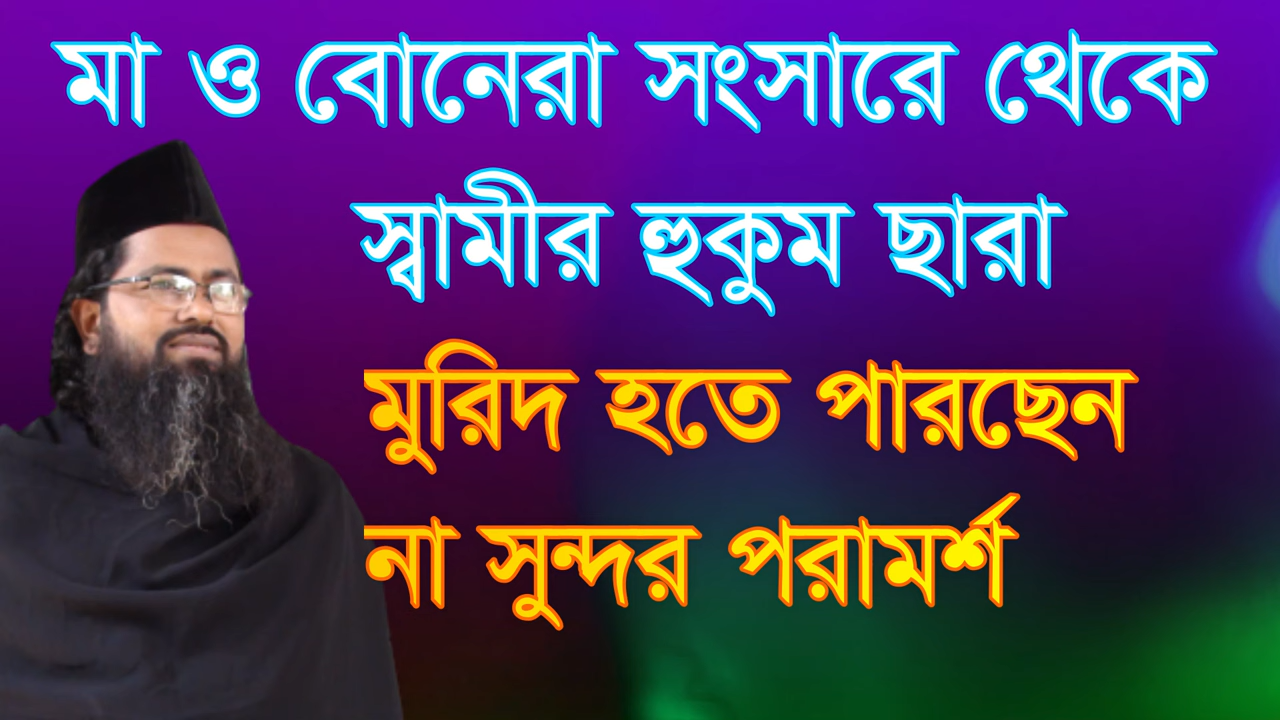 মা ও বোনেরা সংসারে থেকে
স্বামীর হুকুম ছারা
মুরিদ হতে পারছেন
না সুন্দর পরামর্শ